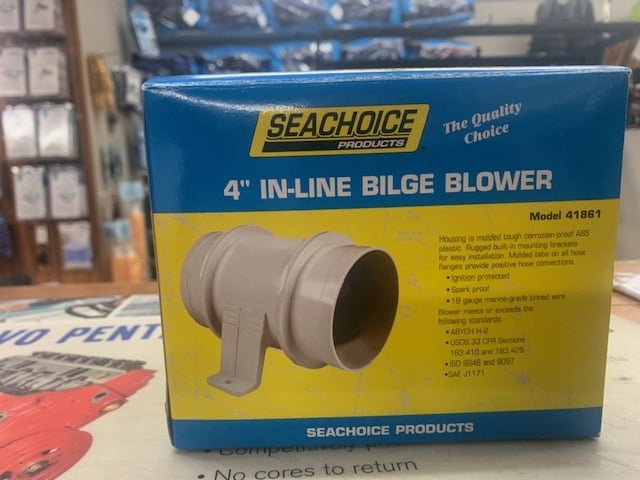 SEACHOICE
PRODUCTS
The Quality
Choice
4" IN-LINE BILGE BLOWER
Model 41861
Housing is molded tough corrosion-proof ABS
plastic. Rugged built-in mounting brackets
for easy installation. Molded tabs on all hose
flanges provide positive hose connections.
• Ignition protected
• Spark proof
• 16 gauge marine-grade tinned wire
Blower meets or exceeds the
following standards:
• ABYCH H-2
• USCG 33 CFR Sections
183.410 and 183.425
• ISO 8846 and 9097
• SAE J1171
SEACHOICE PRODUCTS
VO PENT
• Competitively
• No cores to return